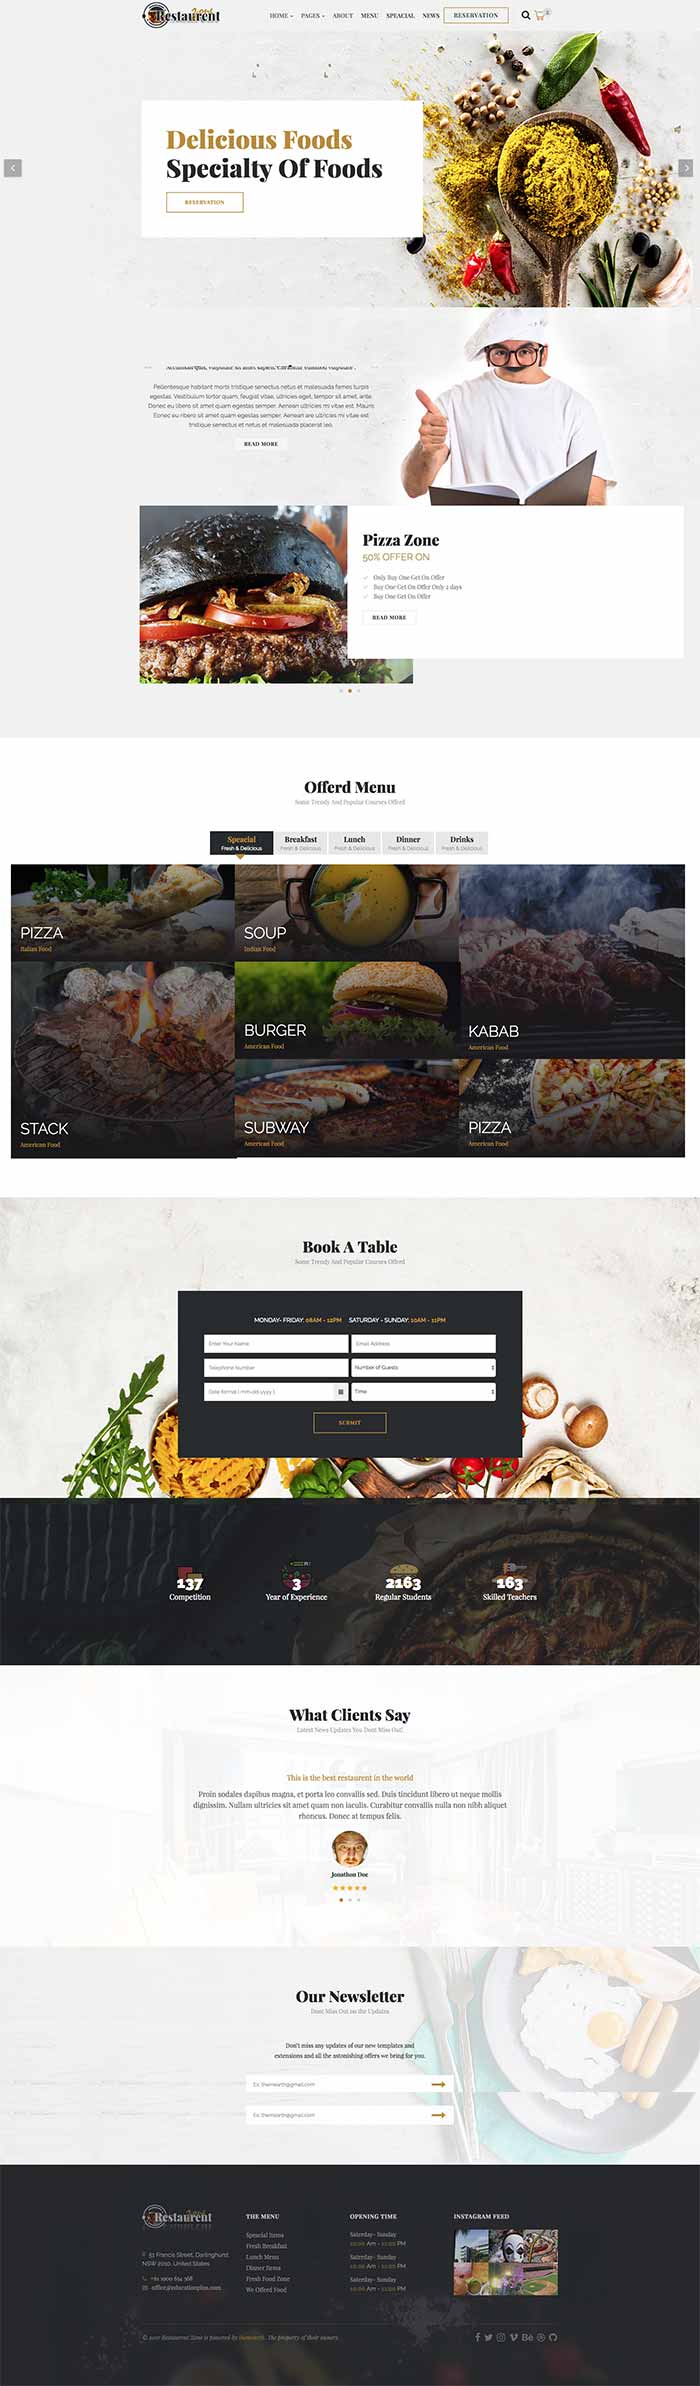 Restaurent
Zone
HOME
PAGES
ABOUT
MENU
SPEACIAL
NEWS
RESERVATION
Delicious Foods
Specialty Of Foods
RESERVATION
Pellentesque habitant morbi tristique senectus netus et malesuada fames turpis
egestas. Vestibulum tortor quam, feugiat vitae, ultricies eget, tempor sit amet, ante.
Donec eu libero sit amet quam egestas semper. Aenean ultricies mi vitae est. Mauris
Donec eu libero sit amet quam egestas semper. Aenean ultricies mi vitae est
tristique senectus et netus et malesuada placerat leo.
READ MORE
Pizza Zone
50% OFFER ON
Only Buy One Get On Offer
Buy One Get On Offer Only 2 days
Buy One Get On Offer
READ MORE
Offerd Menu
Some Trendy And Popular Courses Offerd
Speacial
Fresh & Delicious
Breakfast
Fresh & Delicious
Lunch
Fresh & Delicious
Dinner
Fresh & Delicious
Drinks
Fresh & Delicious
PIZZA
Italian Food
SOUP
Indian Food
BURGER
American Food
KABAB
American Food
STACK
American Food
SUBWAY
American Food
PIZZA
American Food
Book A Table
Some Trendy And Popular Courses Offerd
MONDAY- FRIDAY: 08AM - 12PM SATURDAY - SUNDAY: 10AM - 11PM
Enter Your Name
Email Address
Telephone Number
Number of Guests
Date format ( mm-dd-yyyy )
Time
SUBMIT
137
Competition
3
Year of Experience
2163
Regular Students
163
Skilled Teachers
What Clients Say
Latest News Updates You Dont Miss Out!
This is the best restaurent in the world
Proin sodales dapibus magna, et porta leo convallis sed. Duis tincidunt libero ut neque mollis
dignissim. Nullam ultricies sit amet quam non iaculis. Curabitur convallis nulla non nibh aliquet
rhoncus. Donec at tempus felis.
Jonathon Doe
Our Newsletter
Dont Miss Out on the Updates
Don't miss any updates of our new templates and
extensions and all the astonishing offers we bring for you.
Ex: themearth@gmail.com
Ex: themearth@gmail.com
Restaurent
Zone
51 Francis Street, Darlinghurst
NSW 2010, United States
+61 1900 654 368
office@educationplus.com
THE MENU
Speacial Items
Fresh Breakfast
Lunch Menu
Dinner Items
Fresh Food Zone
We Offerd Food
OPENING TIME
Saterday- Sunday
10:00 Am - 11:00 PM
Saterday- Sunday
10:00 Am - 11:00 PM
Saterday- Sunday
10:00 Am - 11:00 PM
INSTAGRAM FEED
© 2017 Restaurent Zone is powered by themearth. The property of their owners.